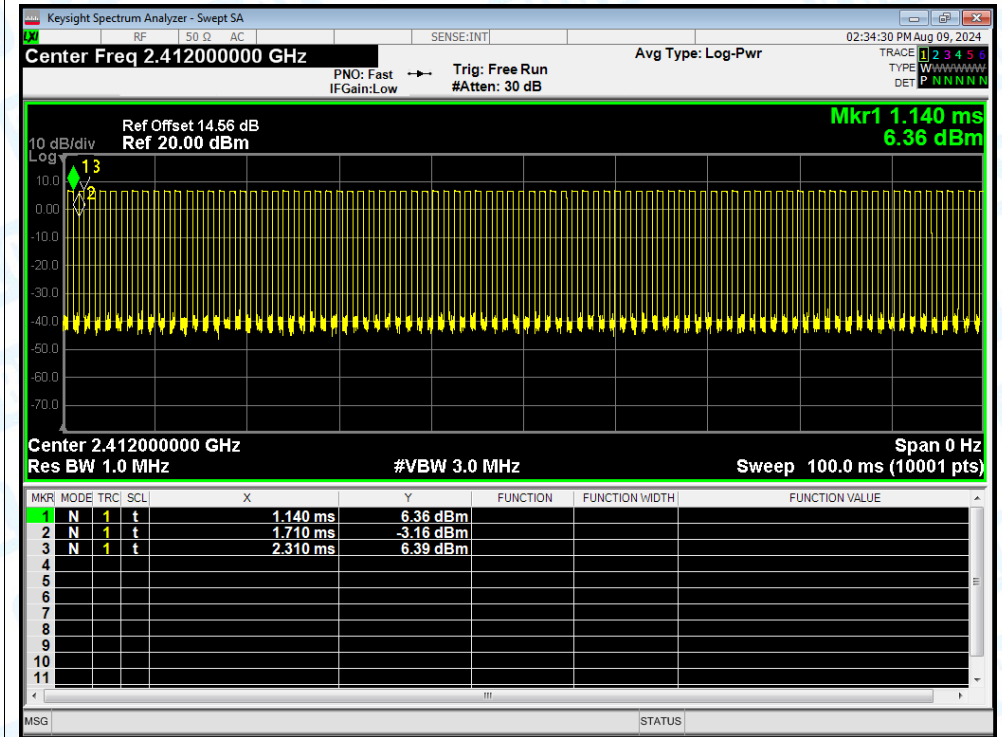 Keysight Spectrum Analyzer - Swept SA
LXI RF 50 Ω AC SENSE:INT 02:34:30 PM Aug 09, 2024
Center Freq 2.412000000 GHz Avg Type: Log-Pwr TRACE 1 2 3 4 5 6
PNO: Fast Trig: Free Run TYPE WWWWWW
IFGain:Low #Atten: 30 dB DET P N N N N N
Mkr1 1.140 ms
Ref Offset 14.56 dB
10 dB/div Ref 20.00 dBm 6.36 dBm
Log
1 3
10.0
2
0.00
-10.0
-20.0
-30.0
-40.0
-50.0
-60.0
-70.0
Center 2.412000000 GHz Span 0 Hz
Res BW 1.0 MHz #VBW 3.0 MHz Sweep 100.0 ms (10001 pts)
MKR MODE TRC SCL X Y FUNCTION FUNCTION WIDTH FUNCTION VALUE
1 N 1 t 1.140 ms 6.36 dBm
2 N 1 t 1.710 ms -3.16 dBm
3 N 1 t 2.310 ms 6.39 dBm
4
5
6
7
8
9
10
11
MSG STATUS